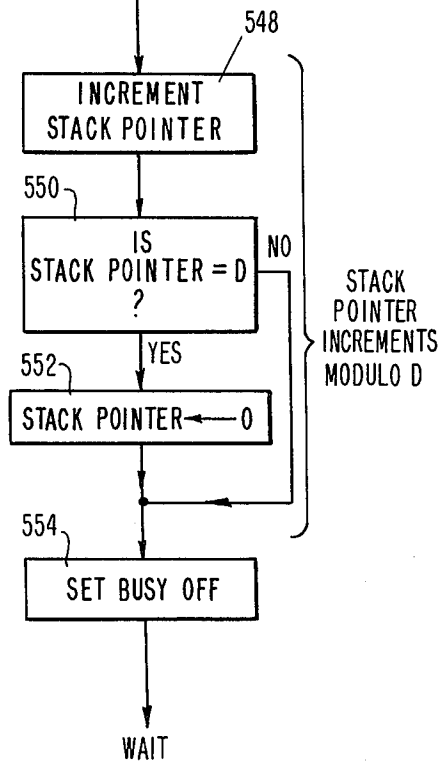 548
INCREMENT
STACK POINTER
550
IS
STACK POINTER = D
?
NO
YES
STACK
POINTER
INCREMENTS
MODULO D
552
STACK POINTER ← 0
554
SET BUSY OFF
WAIT